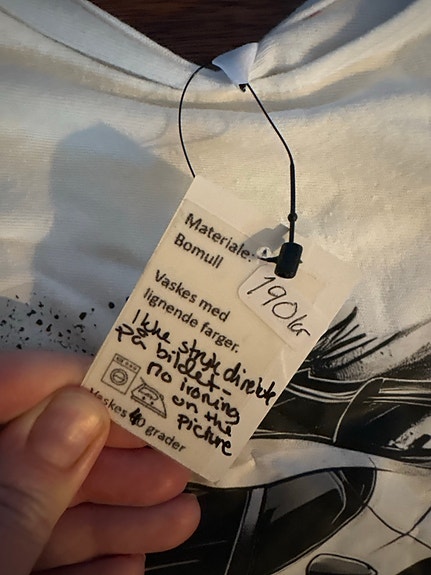 Materiale:
Bomull
190kr
Vaskes med
lignende farger.
Ikke stryk direkte
på bildet-
no ironing
on the
picture
Vaskes 40 grader